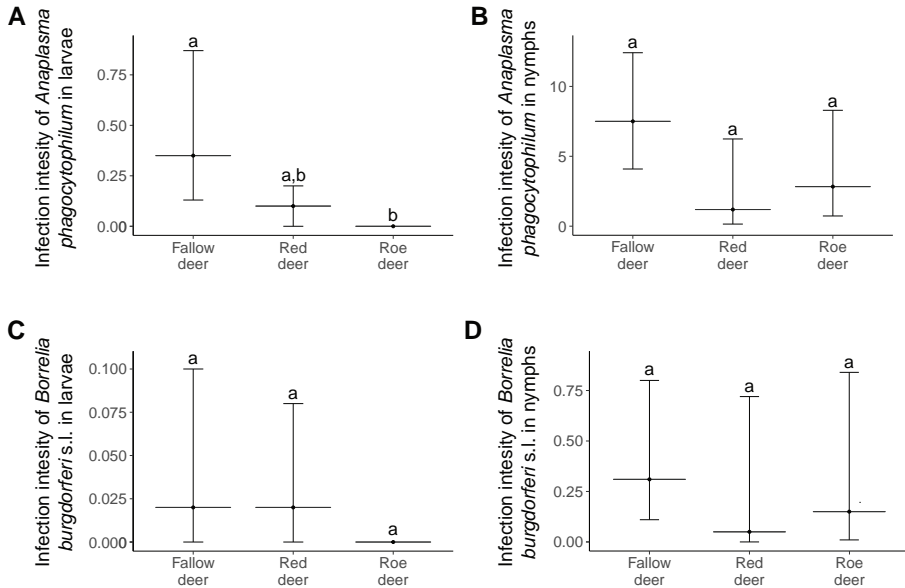 A
Infection intesity of Anaplasma
phagocytophilum in larvae
0.75
0.50
0.25
0.00
a
a,b
b
Fallow
deer
Red
deer
Roe
deer
B
Infection intesity of Anaplasma
phagocytophilum in nymphs
10
5
0
a
a
a
Fallow
deer
Red
deer
Roe
deer
C
Infection intesity of Borrelia
burgdorferi s.l. in larvae
0.100
0.075
0.050
0.025
0.000
a
a
a
Fallow
deer
Red
deer
Roe
deer
D
Infection intesity of Borrelia
burgdorferi s.l. in nymphs
0.75
0.50
0.25
0.00
a
a
a
Fallow
deer
Red
deer
Roe
deer